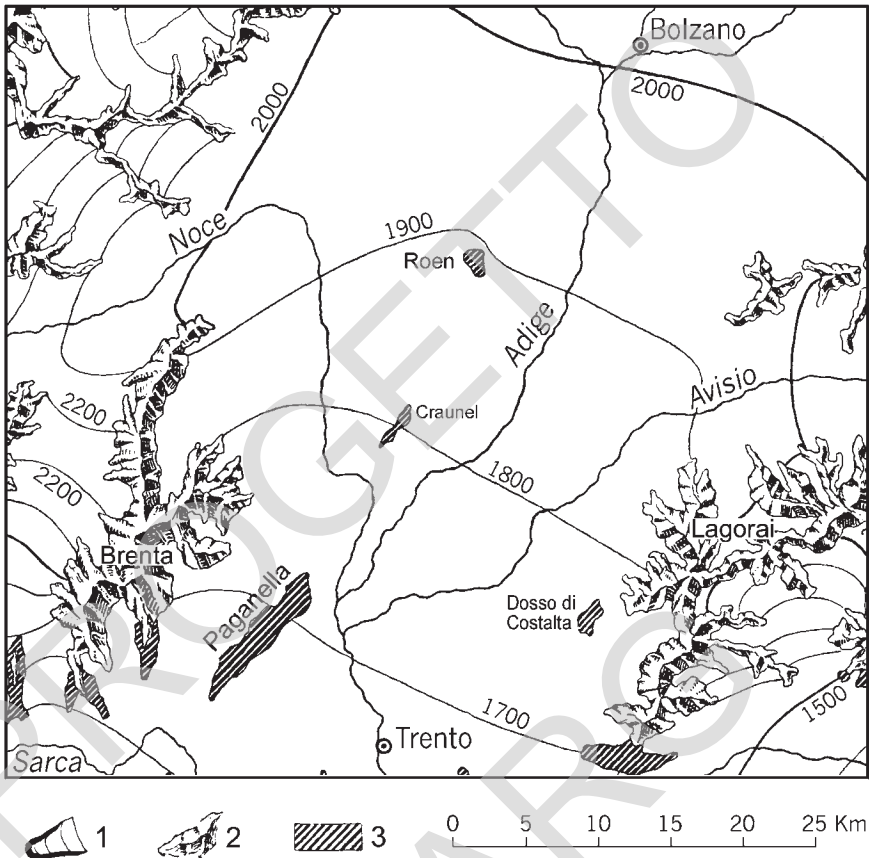 Bolzano
2000
2000
Noce
1900
Roen
Adige
Craunel
Avisio
2200
1800
2200
Lagorai
Brenta
Paganella
Dosso di
Costalta
1700
1500
Trento
Sarca
1
2
3
0 5 10 15 20 25 Km
PROGETTO
CARG